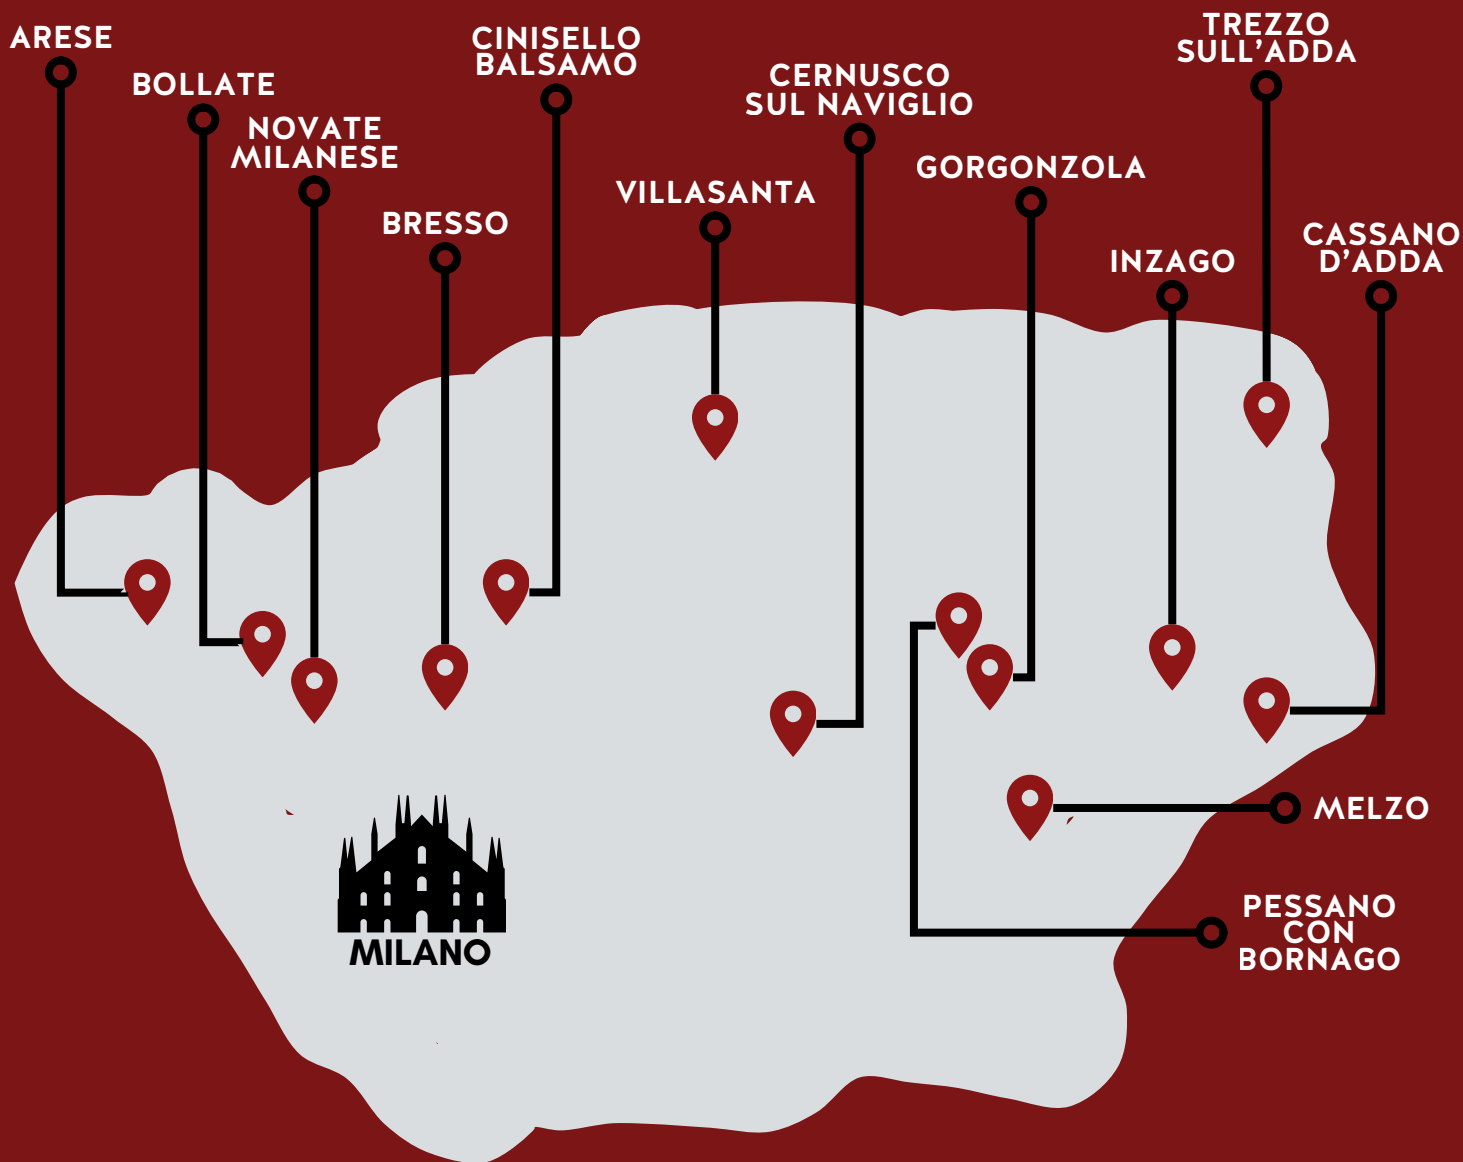 ARESE
BOLLATE
NOVATE
MILANESE
BRESSO
CINISELLO
BALSAMO
VILLASANTA
CERNUSCO
SUL NAVIGLIO
GORGONZOLA
INZAGO
TREZZO
SULL'ADDA
CASSANO
D'ADDA
MELZO
PESSANO
CON
BORNAGO
MILANO